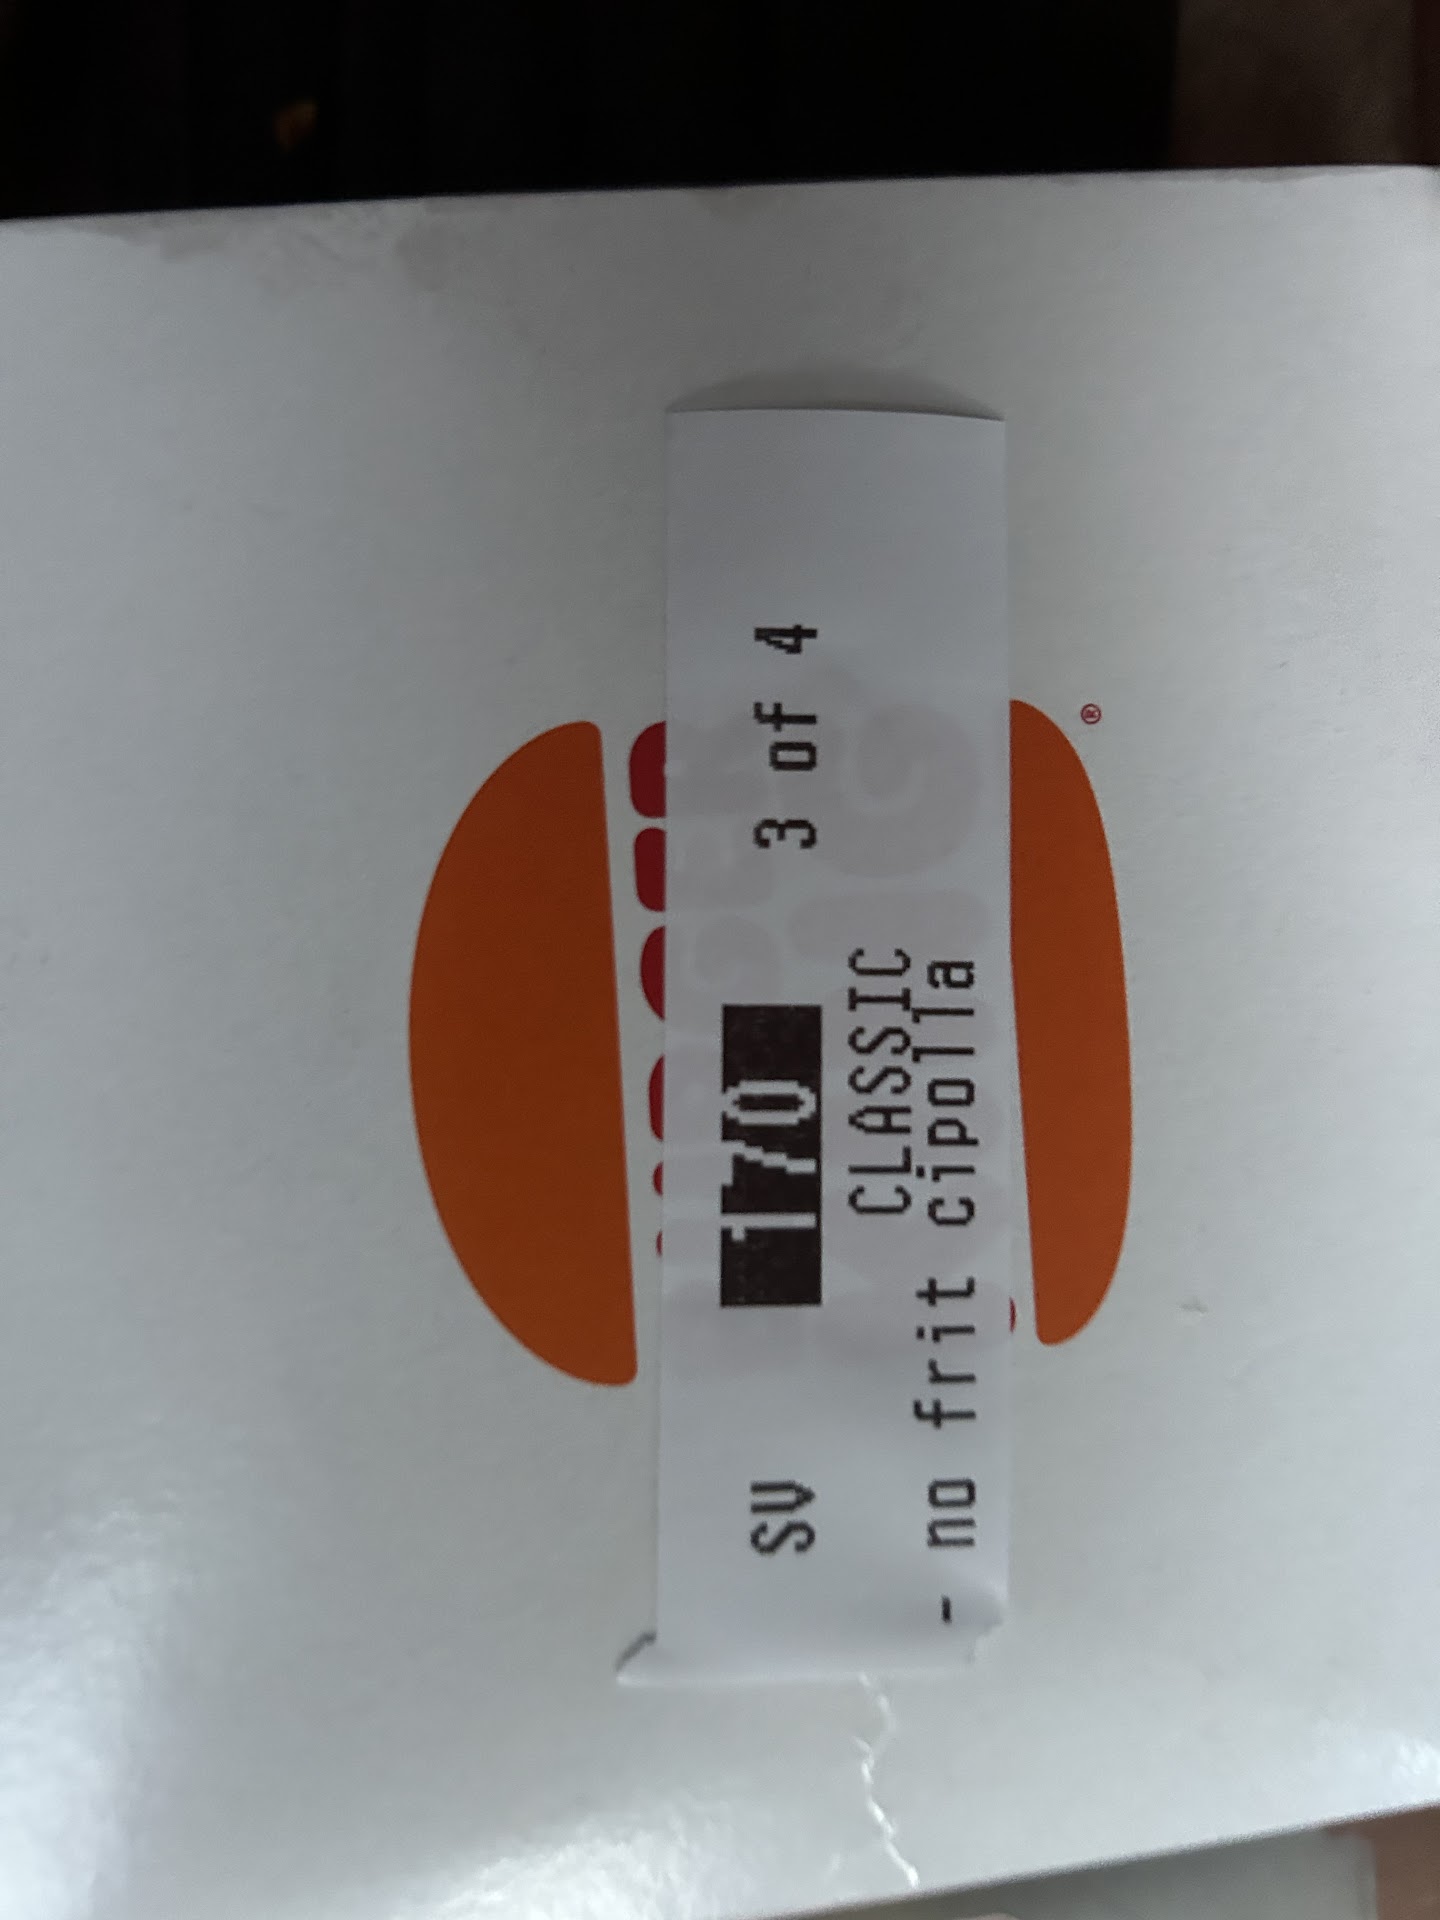 SV 170 3 of 4
CLASSIC
- no frit cipolla
®